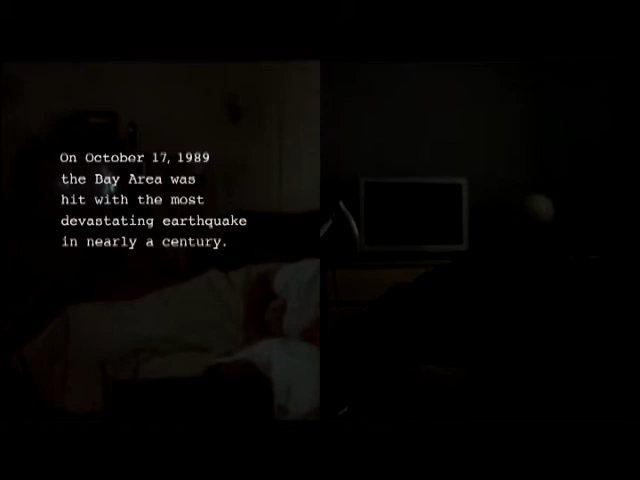 On October 17, 1989
the Bay Area was
hit with the most
devastating earthquake
in nearly a century.